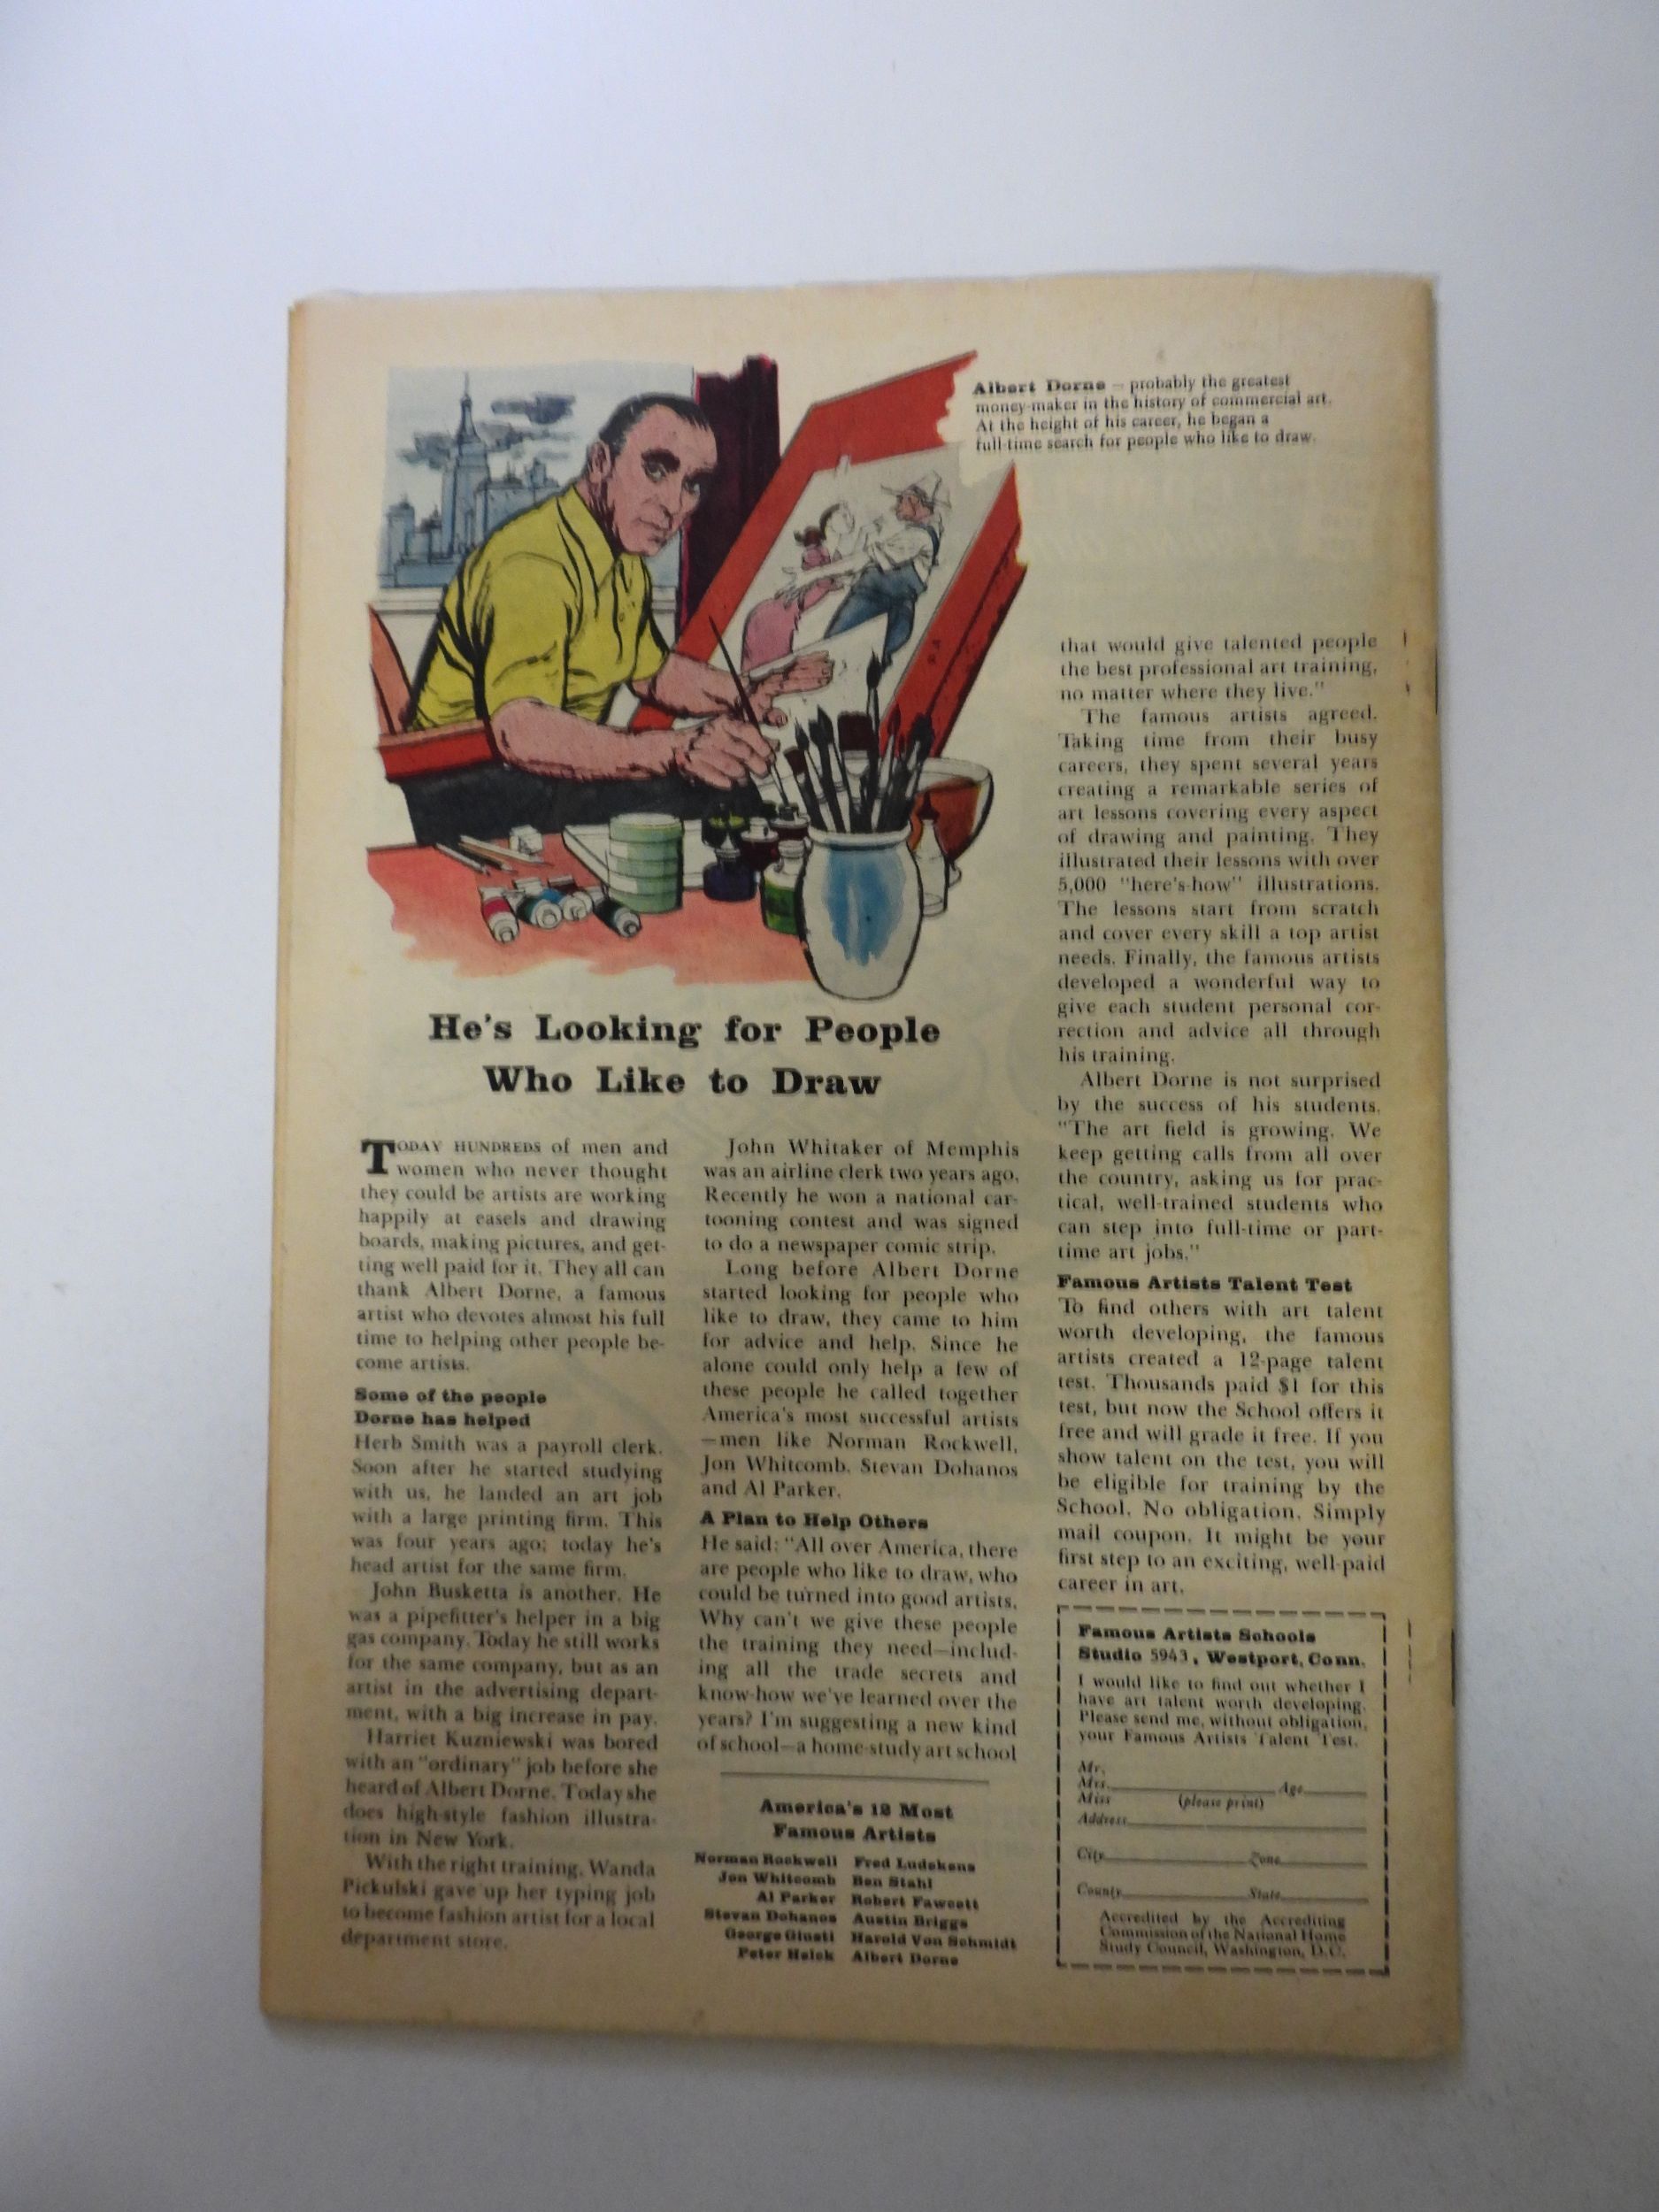 Albert Dorne – probably the greatest
money-maker in the history of commercial art.
At the height of his career, he began a
full-time search for people who like to draw.
He's Looking for People
Who Like to Draw
TODAY HUNDREDS of men and
women who never thought
they could be artists are working
happily at easels and drawing
boards, making pictures, and get-
ting well paid for it. They all can
thank Albert Dorne, a famous
artist who devotes almost his full
time to helping other people be-
come artists.
Some of the people
Dorne has helped
Herb Smith was a payroll clerk.
Soon after he started studying
with us, he landed an art job
with a large printing firm. This
was four years ago; today he's
head artist for the same firm.
John Busketta is another. He
was a pipefitter's helper in a big
gas company. Today he still works
for the same company, but as an
artist in the advertising depart-
ment, with a big increase in pay.
Harriet Kuzniewski was bored
with an "ordinary" job before she
heard of Albert Dorne. Today she
does high-style fashion illustra-
tion in New York.
With the right training, Wanda
Pickulski gave up her typing job
to become fashion artist for a local
department store.
John Whitaker of Memphis
was an airline clerk two years ago.
Recently he won a national car-
tooning contest and was signed
to do a newspaper comic strip.
Long before Albert Dorne
started looking for people who
like to draw, they came to him
for advice and help. Since he
alone could only help a few of
these people he called together
America's most successful artists
—men like Norman Rockwell,
Jon Whitcomb, Stevan Dohanos
and Al Parker.
A Plan to Help Others
He said: "All over America, there
are people who like to draw, who
could be turned into good artists.
Why can't we give these people
the training they need—includ-
ing all the trade secrets and
know-how we've learned over the
years? I'm suggesting a new kind
of school—a home-study art school
America's 12 Most
Famous Artists
Norman Rockwell Fred Ludekens
Jon Whitcomb Ben Stahl
Al Parker Robert Fawcett
Stevan Dohanos Austin Briggs
George Giusti Harold Von Schmidt
Peter Helck Albert Dorne
that would give talented people
the best professional art training,
no matter where they live."
The famous artists agreed.
Taking time from their busy
careers, they spent several years
creating a remarkable series of
art lessons covering every aspect
of drawing and painting. They
illustrated their lessons with over
5,000 "here's-how" illustrations.
The lessons start from scratch
and cover every skill a top artist
needs. Finally, the famous artists
developed a wonderful way to
give each student personal cor-
rection and advice all through
his training.
Albert Dorne is not surprised
by the success of his students.
"The art field is growing. We
keep getting calls from all over
the country, asking us for prac-
tical, well-trained students who
can step into full-time or part-
time art jobs."
Famous Artists Talent Test
To find others with art talent
worth developing, the famous
artists created a 12-page talent
test. Thousands paid $1 for this
test, but now the School offers it
free and will grade it free. If you
show talent on the test, you will
be eligible for training by the
School. No obligation. Simply
mail coupon. It might be your
first step to an exciting, well-paid
career in art.
Famous Artists Schools
Studio 5943, Westport, Conn.
I would like to find out whether I
have art talent worth developing.
Please send me, without obligation,
your Famous Artists Talent Test.
Mr.
Mrs. Age
Miss (please print)
Address
City Zone
County State
Accredited by the Accrediting
Commission of the National Home
Study Council, Washington, D.C.